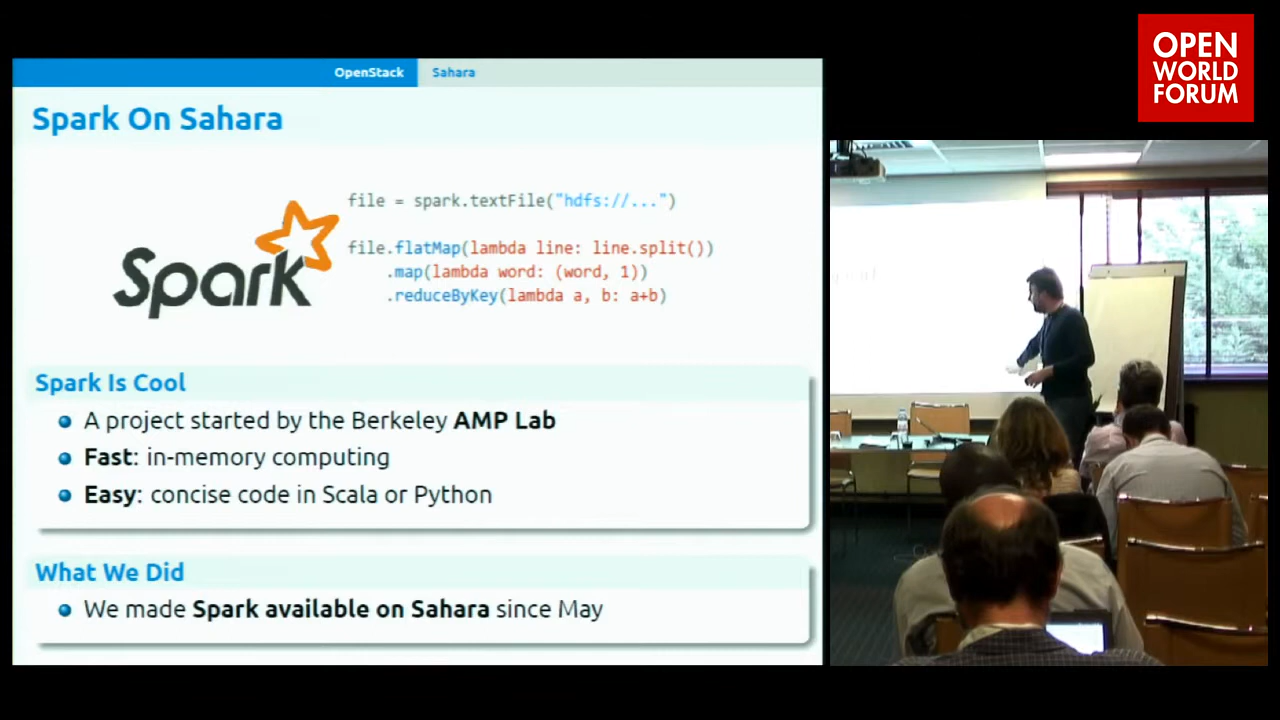 OPEN
WORLD
FORUM
OpenStack Sahara
Spark On Sahara
Spark
file = spark.textFile("hdfs://...")
file.flatMap(lambda line: line.split())
.map(lambda word: (word, 1))
.reduceByKey(lambda a, b: a+b)
Spark Is Cool
A project started by the Berkeley AMP Lab
Fast: in-memory computing
Easy: concise code in Scala or Python
What We Did
We made Spark available on Sahara since May